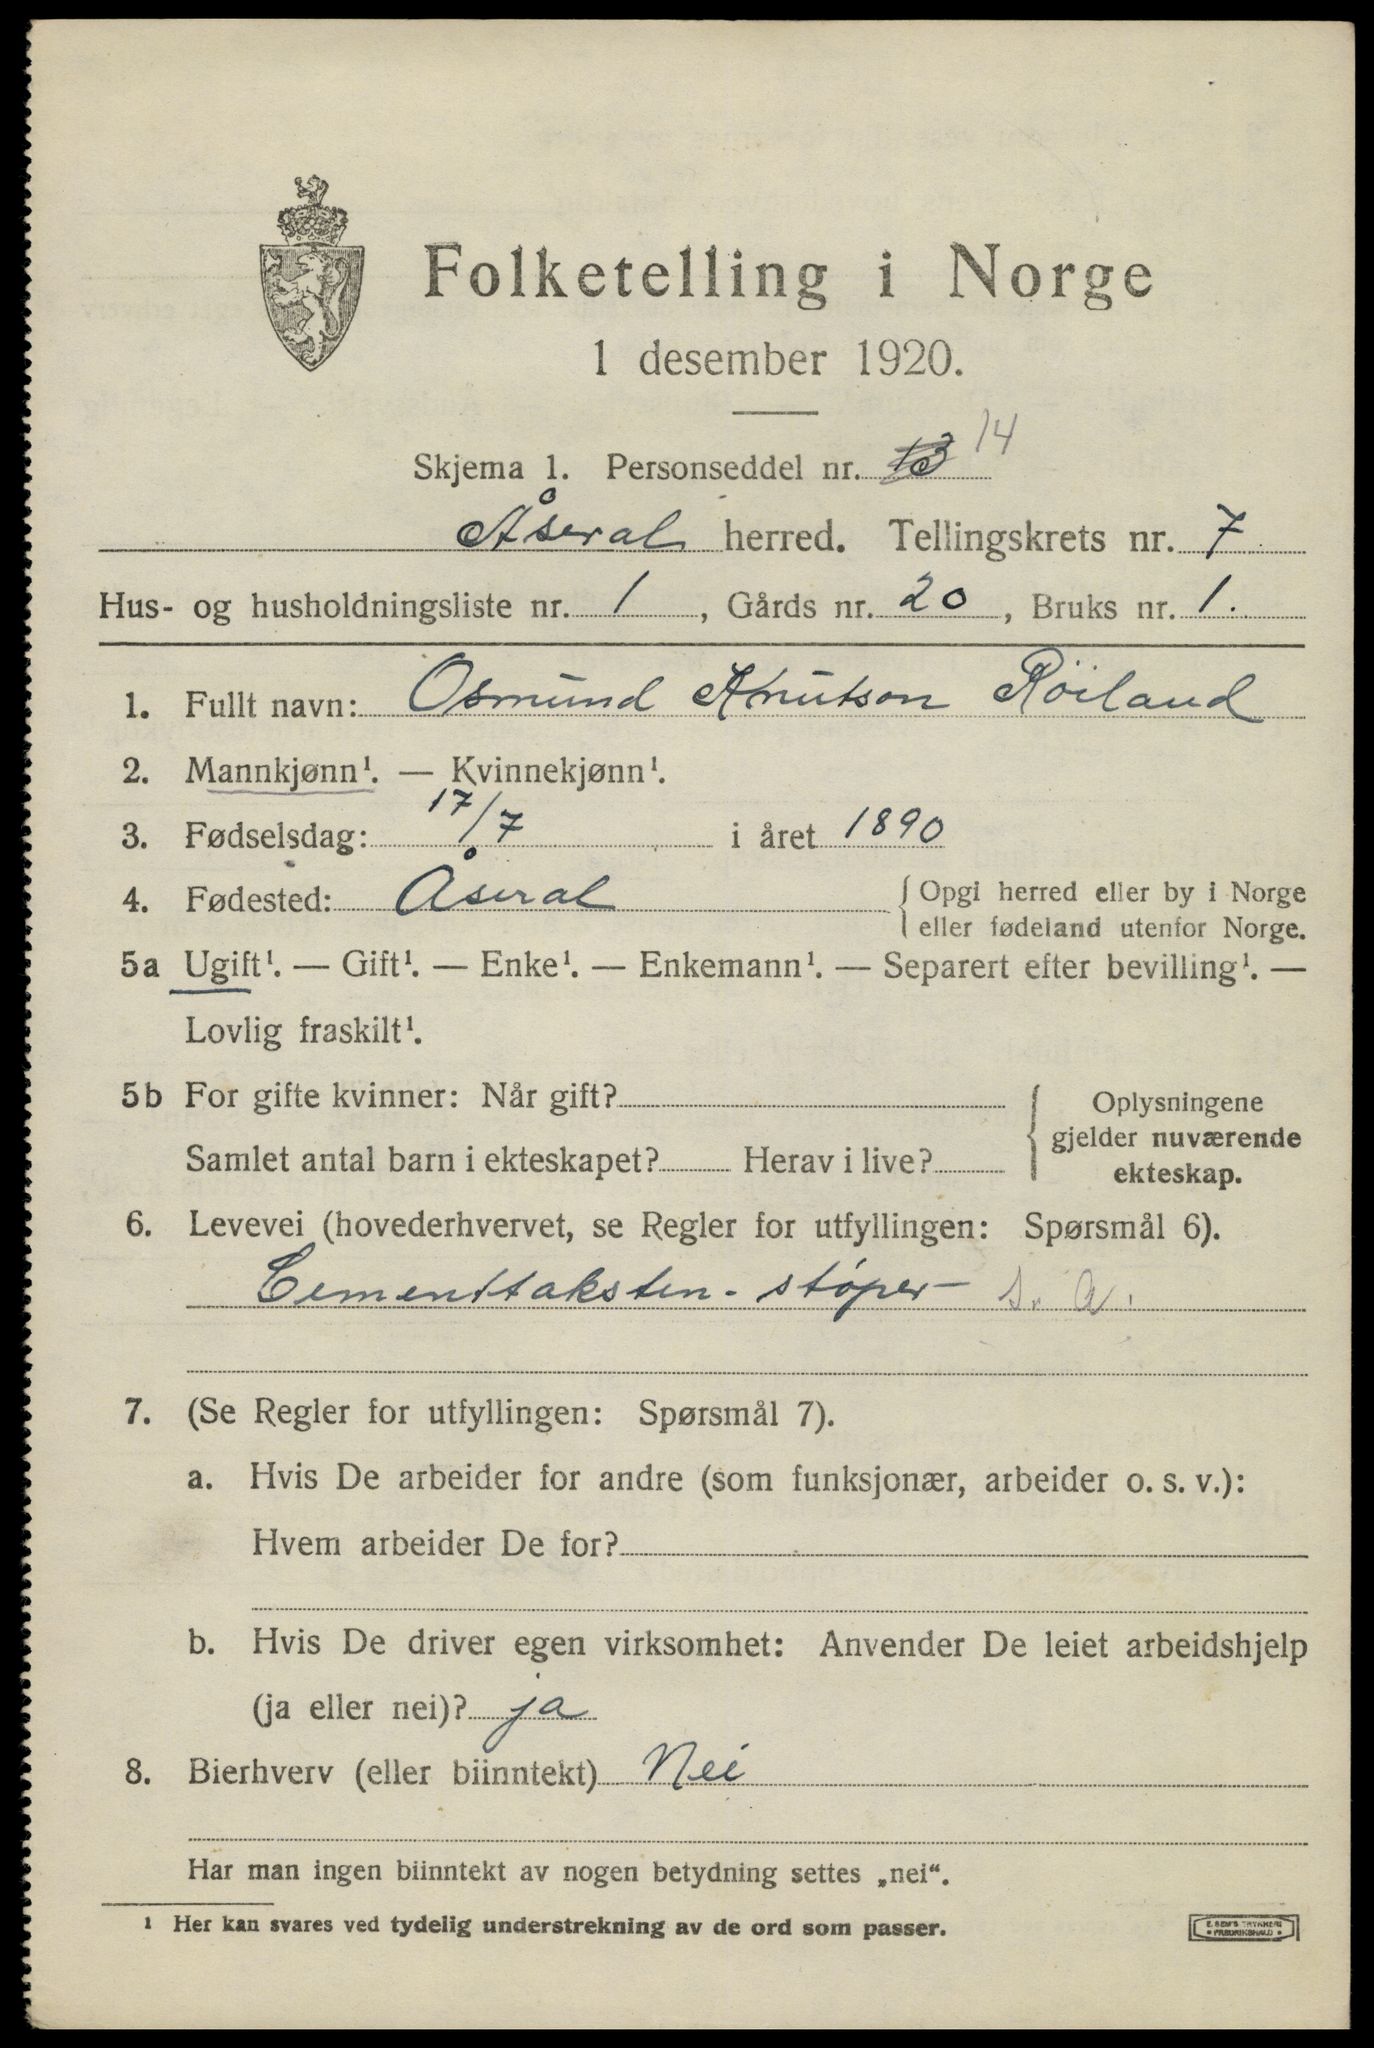 Folketelling i Norge
1 desember 1920.
Skjema 1. Personseddel nr. 13 14
Åseral herred. Tellingskrets nr. 7
Hus- og husholdningsliste nr. 1, Gårds nr. 20, Bruks nr. 1.
1. Fullt navn: Osmund Knutson Röiland
2. Mannkjønn¹. — Kvinnekjønn¹.
3. Fødselsdag: 17/7 i året 1890
4. Fødested: Åseral { Opgi herred eller by i Norge
eller fødeland utenfor Norge.
5a Ugift¹. — Gift¹. — Enke¹. — Enkemann¹. — Separert efter bevilling¹. —
Lovlig fraskilt¹.
5b For gifte kvinner: Når gift?
Samlet antal barn i ekteskapet? Herav i live?
{ Oplysningene
gjelder nuværende
ekteskap.
6. Levevei (hovederhvervet, se Regler for utfyllingen: Spørsmål 6).
Cementtaksten-støper s. a.
7. (Se Regler for utfyllingen: Spørsmål 7).
a. Hvis De arbeider for andre (som funksjonær, arbeider o. s. v.):
Hvem arbeider De for?
b. Hvis De driver egen virksomhet: Anvender De leiet arbeidshjelp
(ja eller nei)? ja
8. Bierhverv (eller biinntekt) Nei
Har man ingen biinntekt av nogen betydning settes „nei“.
¹ Her kan svares ved tydelig understrekning av de ord som passer.
E. SEM'S TRYKKERI
• FREDRIKSHALD •